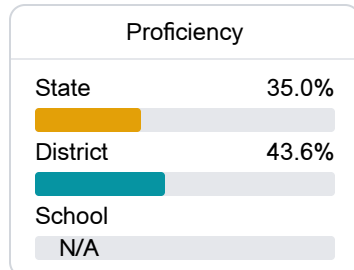 Proficiency
State 35.0%
District 43.6%
School
N/A